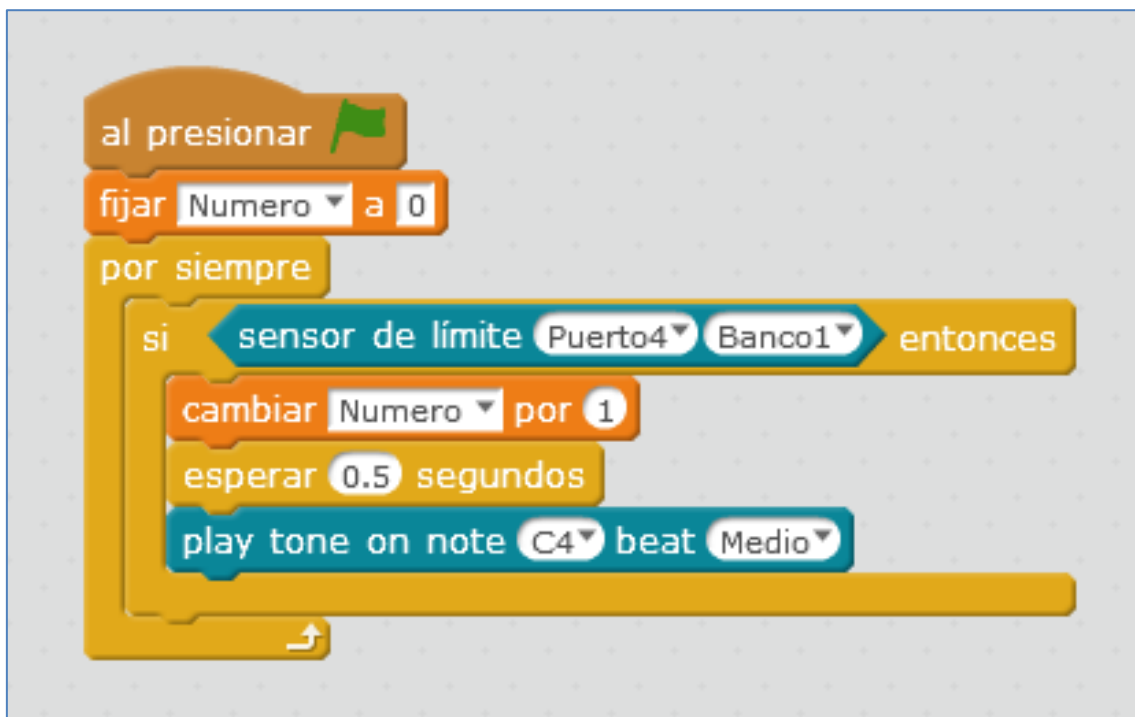 al presionar
fijar Numero a 0
por siempre
si sensor de límite Puerto4 Banco1 entonces
cambiar Numero por 1
esperar 0.5 segundos
play tone on note C4 beat Medio